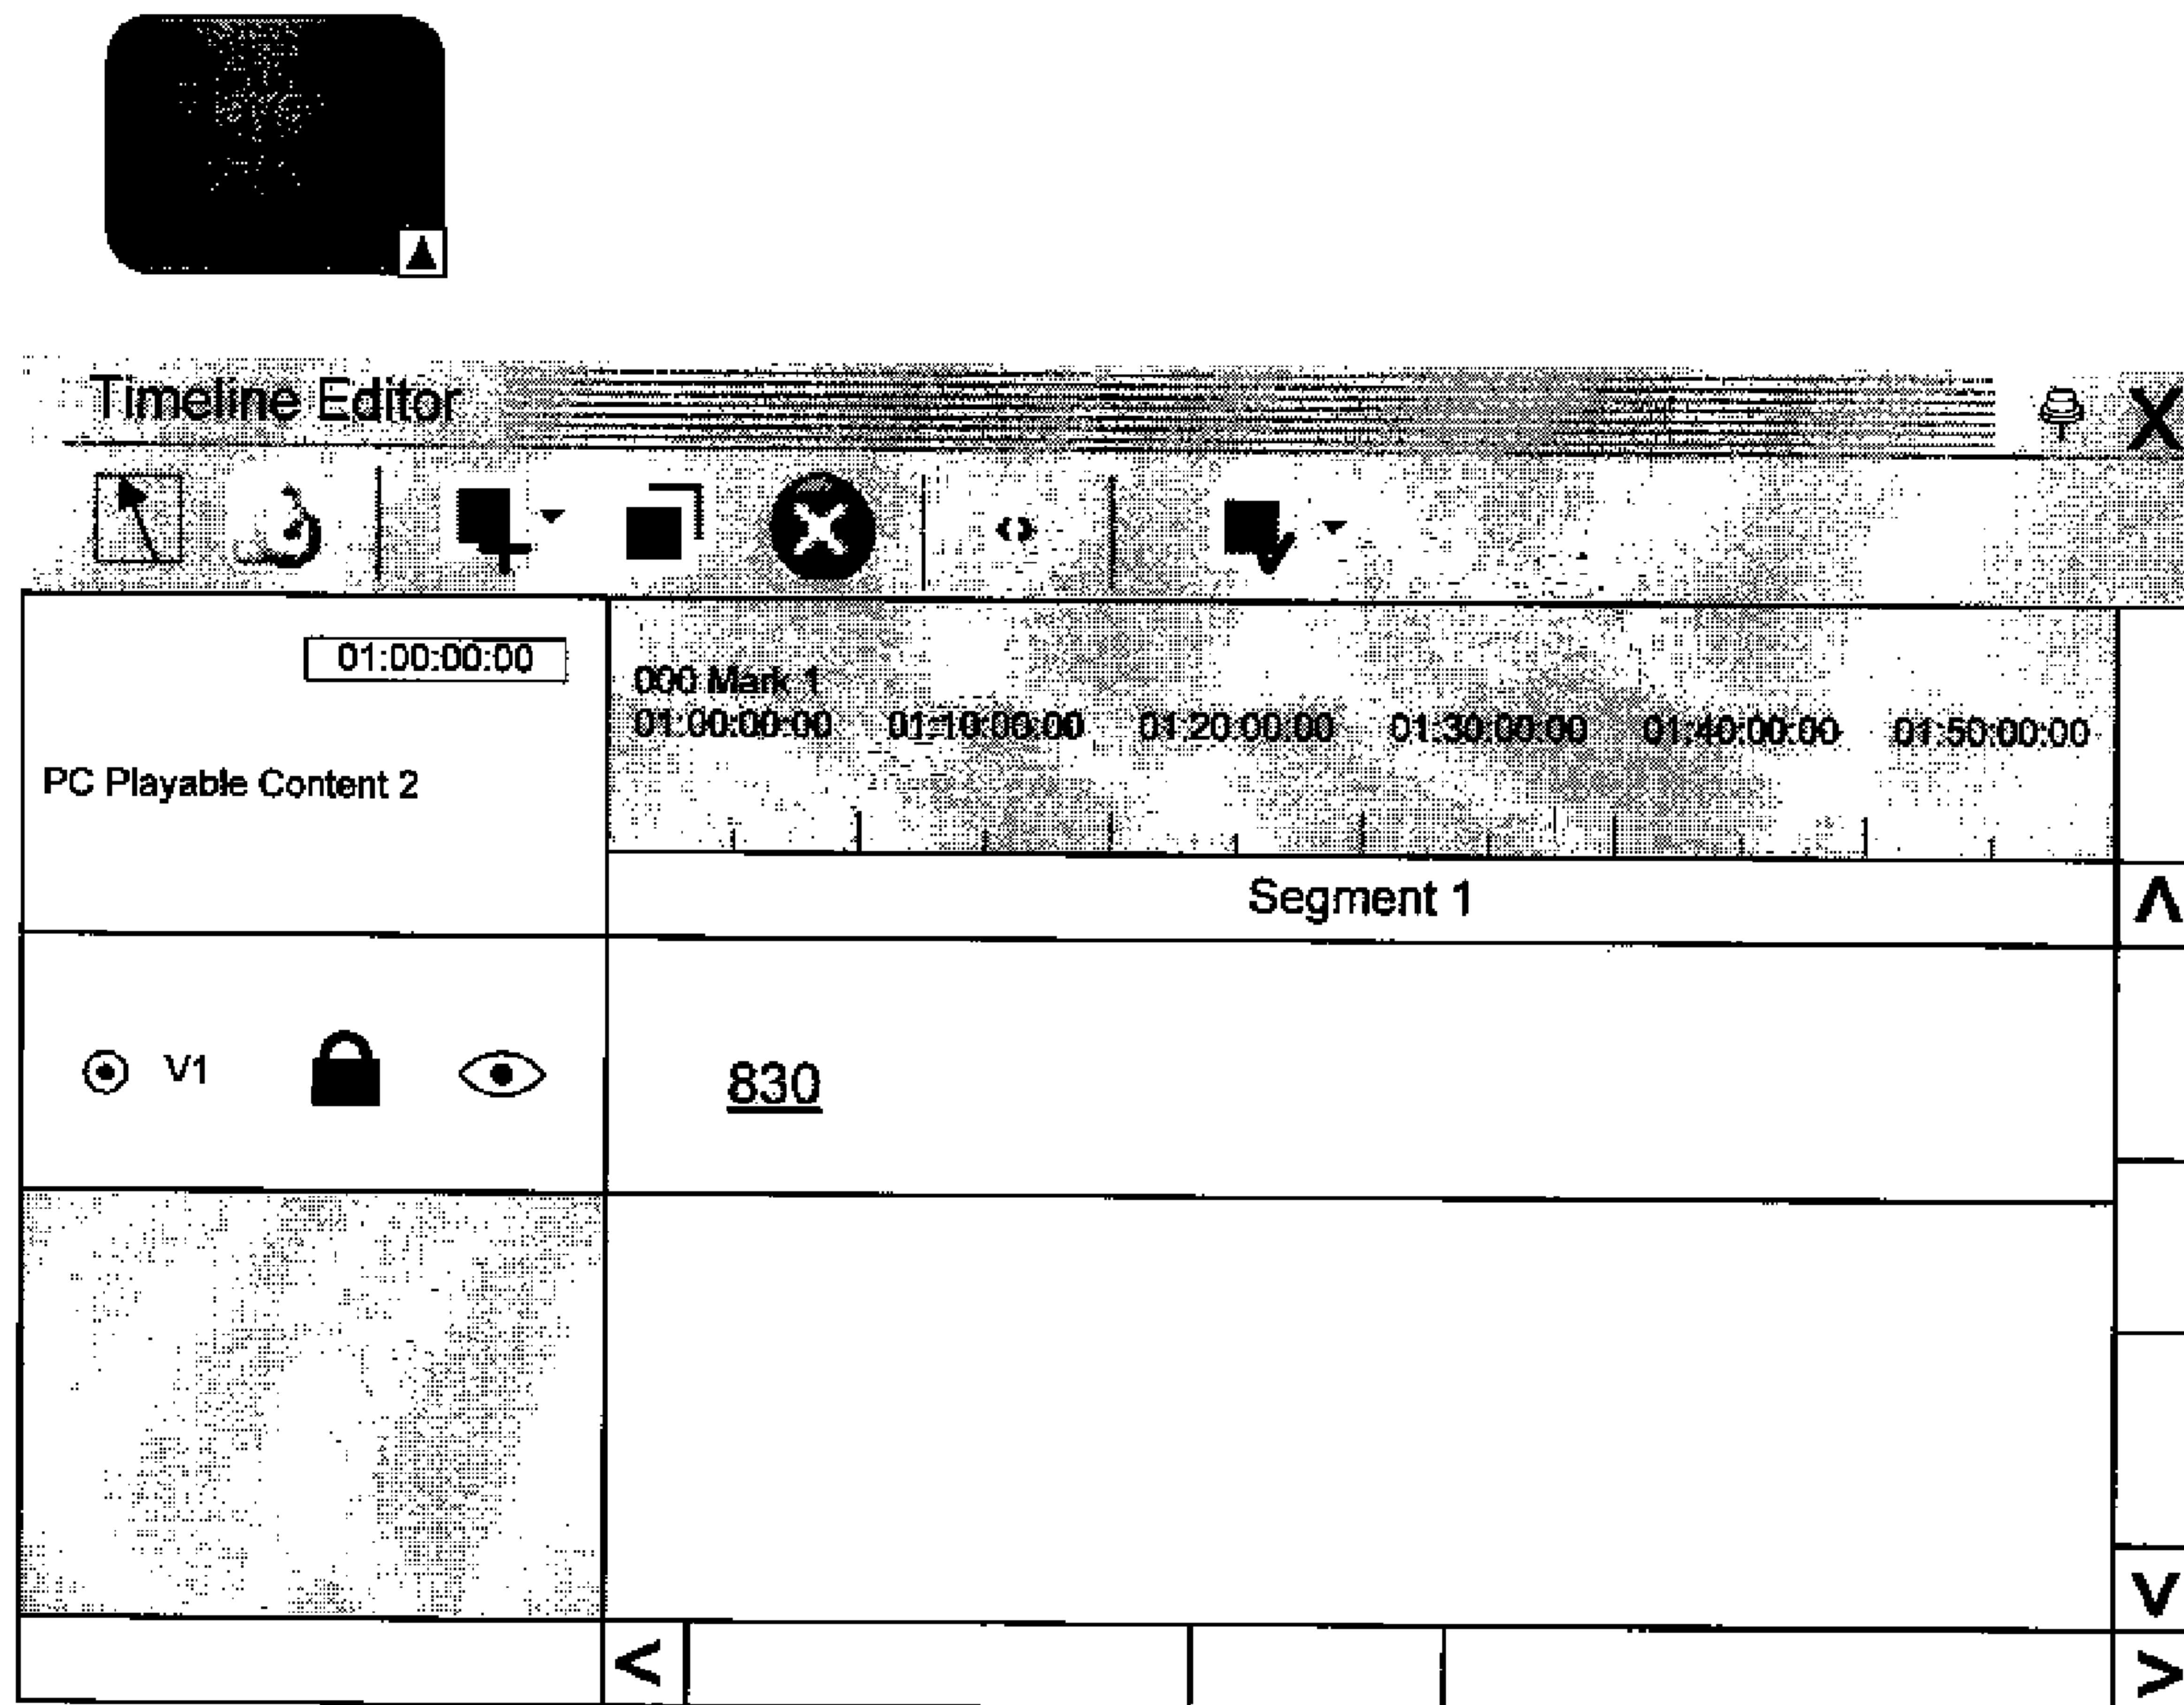 Timeline Editor
X
01:00:00:00
000 Mark 1
01:00:00:00 01:10:00:00 01:20:00:00 01:30:00:00 01:40:00:00 01:50:00:00
PC Playable Content 2
Segment 1
V1
830